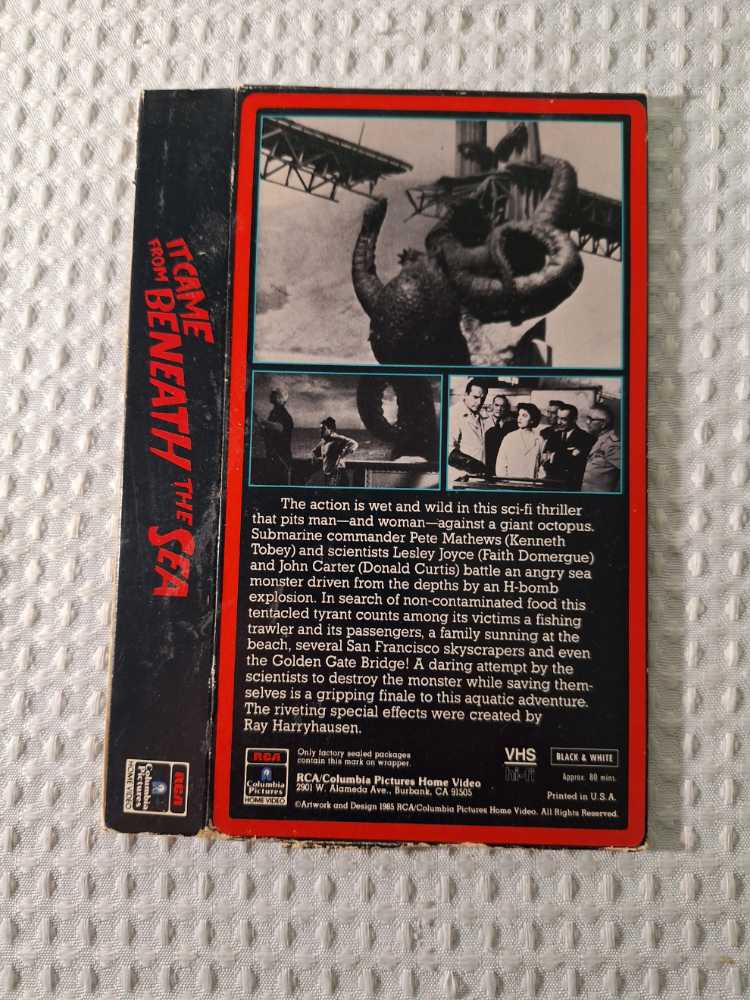 IT CAME
FROM BENEATH THE SEA
RCA
Columbia
Pictures
HOME VIDEO
The action is wet and wild in this sci-fi thriller
that pits man—and woman—against a giant octopus.
Submarine commander Pete Mathews (Kenneth
Tobey) and scientists Lesley Joyce (Faith Domergue)
and John Carter (Donald Curtis) battle an angry sea
monster driven from the depths by an H-bomb
explosion. In search of non-contaminated food this
tentacled tyrant counts among its victims a fishing
trawler and its passengers, a family sunning at the
beach, several San Francisco skyscrapers and even
the Golden Gate Bridge! A daring attempt by the
scientists to destroy the monster while saving them-
selves is a gripping finale to this aquatic adventure.
The riveting special effects were created by
Ray Harryhausen.
RCA
Columbia
Pictures
HOME VIDEO
Only factory sealed packages
contain this mark on wrapper.
RCA/Columbia Pictures Home Video
2901 W. Alameda Ave., Burbank, CA 91505
©Artwork and Design 1985 RCA/Columbia Pictures Home Video. All Rights Reserved.
VHS
hi-fi
BLACK & WHITE
Approx. 80 mins.
Printed in U.S.A.